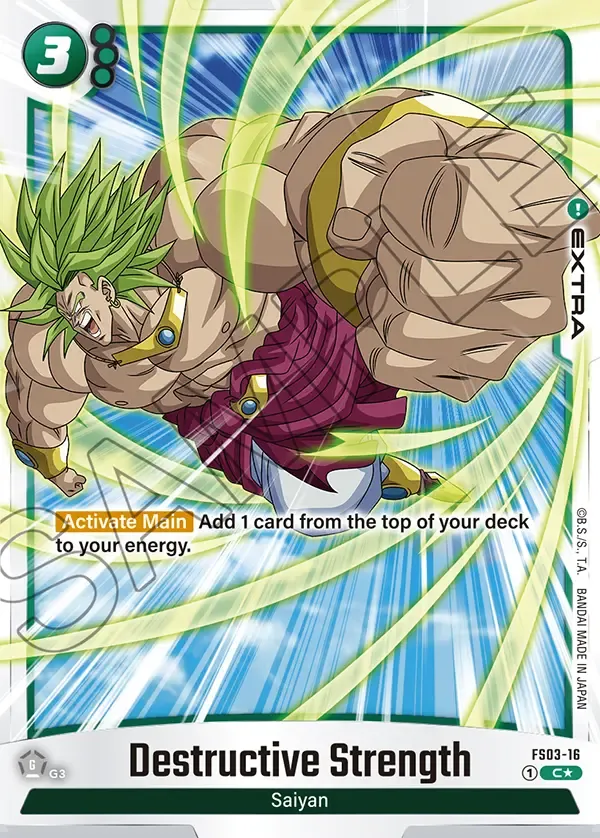 3
! EXTRA
SAMPLE
Activate Main Add 1 card from the top of your deck
to your energy.
©B.S./S., T.A. BANDAI MADE IN JAPAN
G G3
Destructive Strength
FS03-16
1 C★
Saiyan